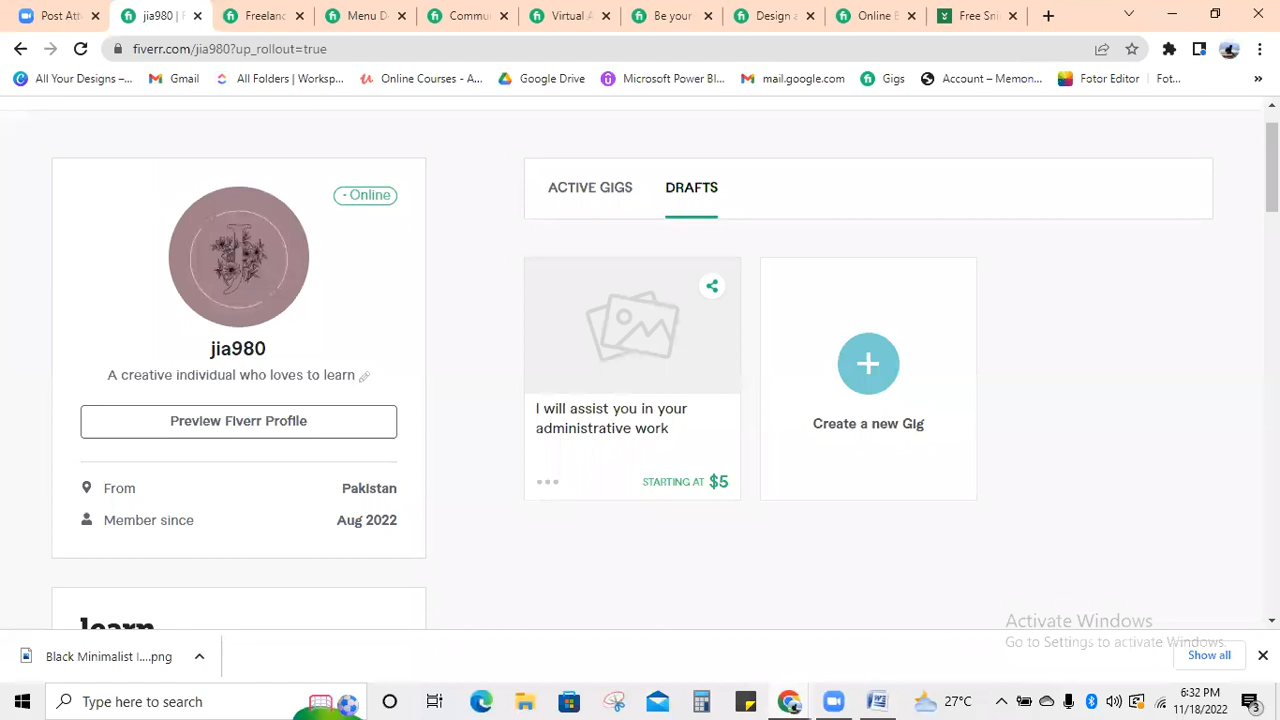 Post Atte
jia980 | F
Freelanc
Menu D
Commu
Virtual A
Be your
Design a
Online B
Free Sni
fiverr.com/jia980?up_rollout=true
All Your Designs –...
Gmail
All Folders | Worksp...
Online Courses - A...
Google Drive
Microsoft Power BI...
mail.google.com
Gigs
Account – Memon...
Fotor Editor
Fot...
»
- Online
jia980
A creative individual who loves to learn
Preview Fiverr Profile
From
Pakistan
Member since
Aug 2022
learn
ACTIVE GIGS
DRAFTS
I will assist you in your
administrative work
STARTING AT $5
Create a new Gig
Activate Windows
Go to Settings to activate Windows.
Black Minimalist I....png
Show all
Type here to search
27°C
6:32 PM
11/18/2022
3